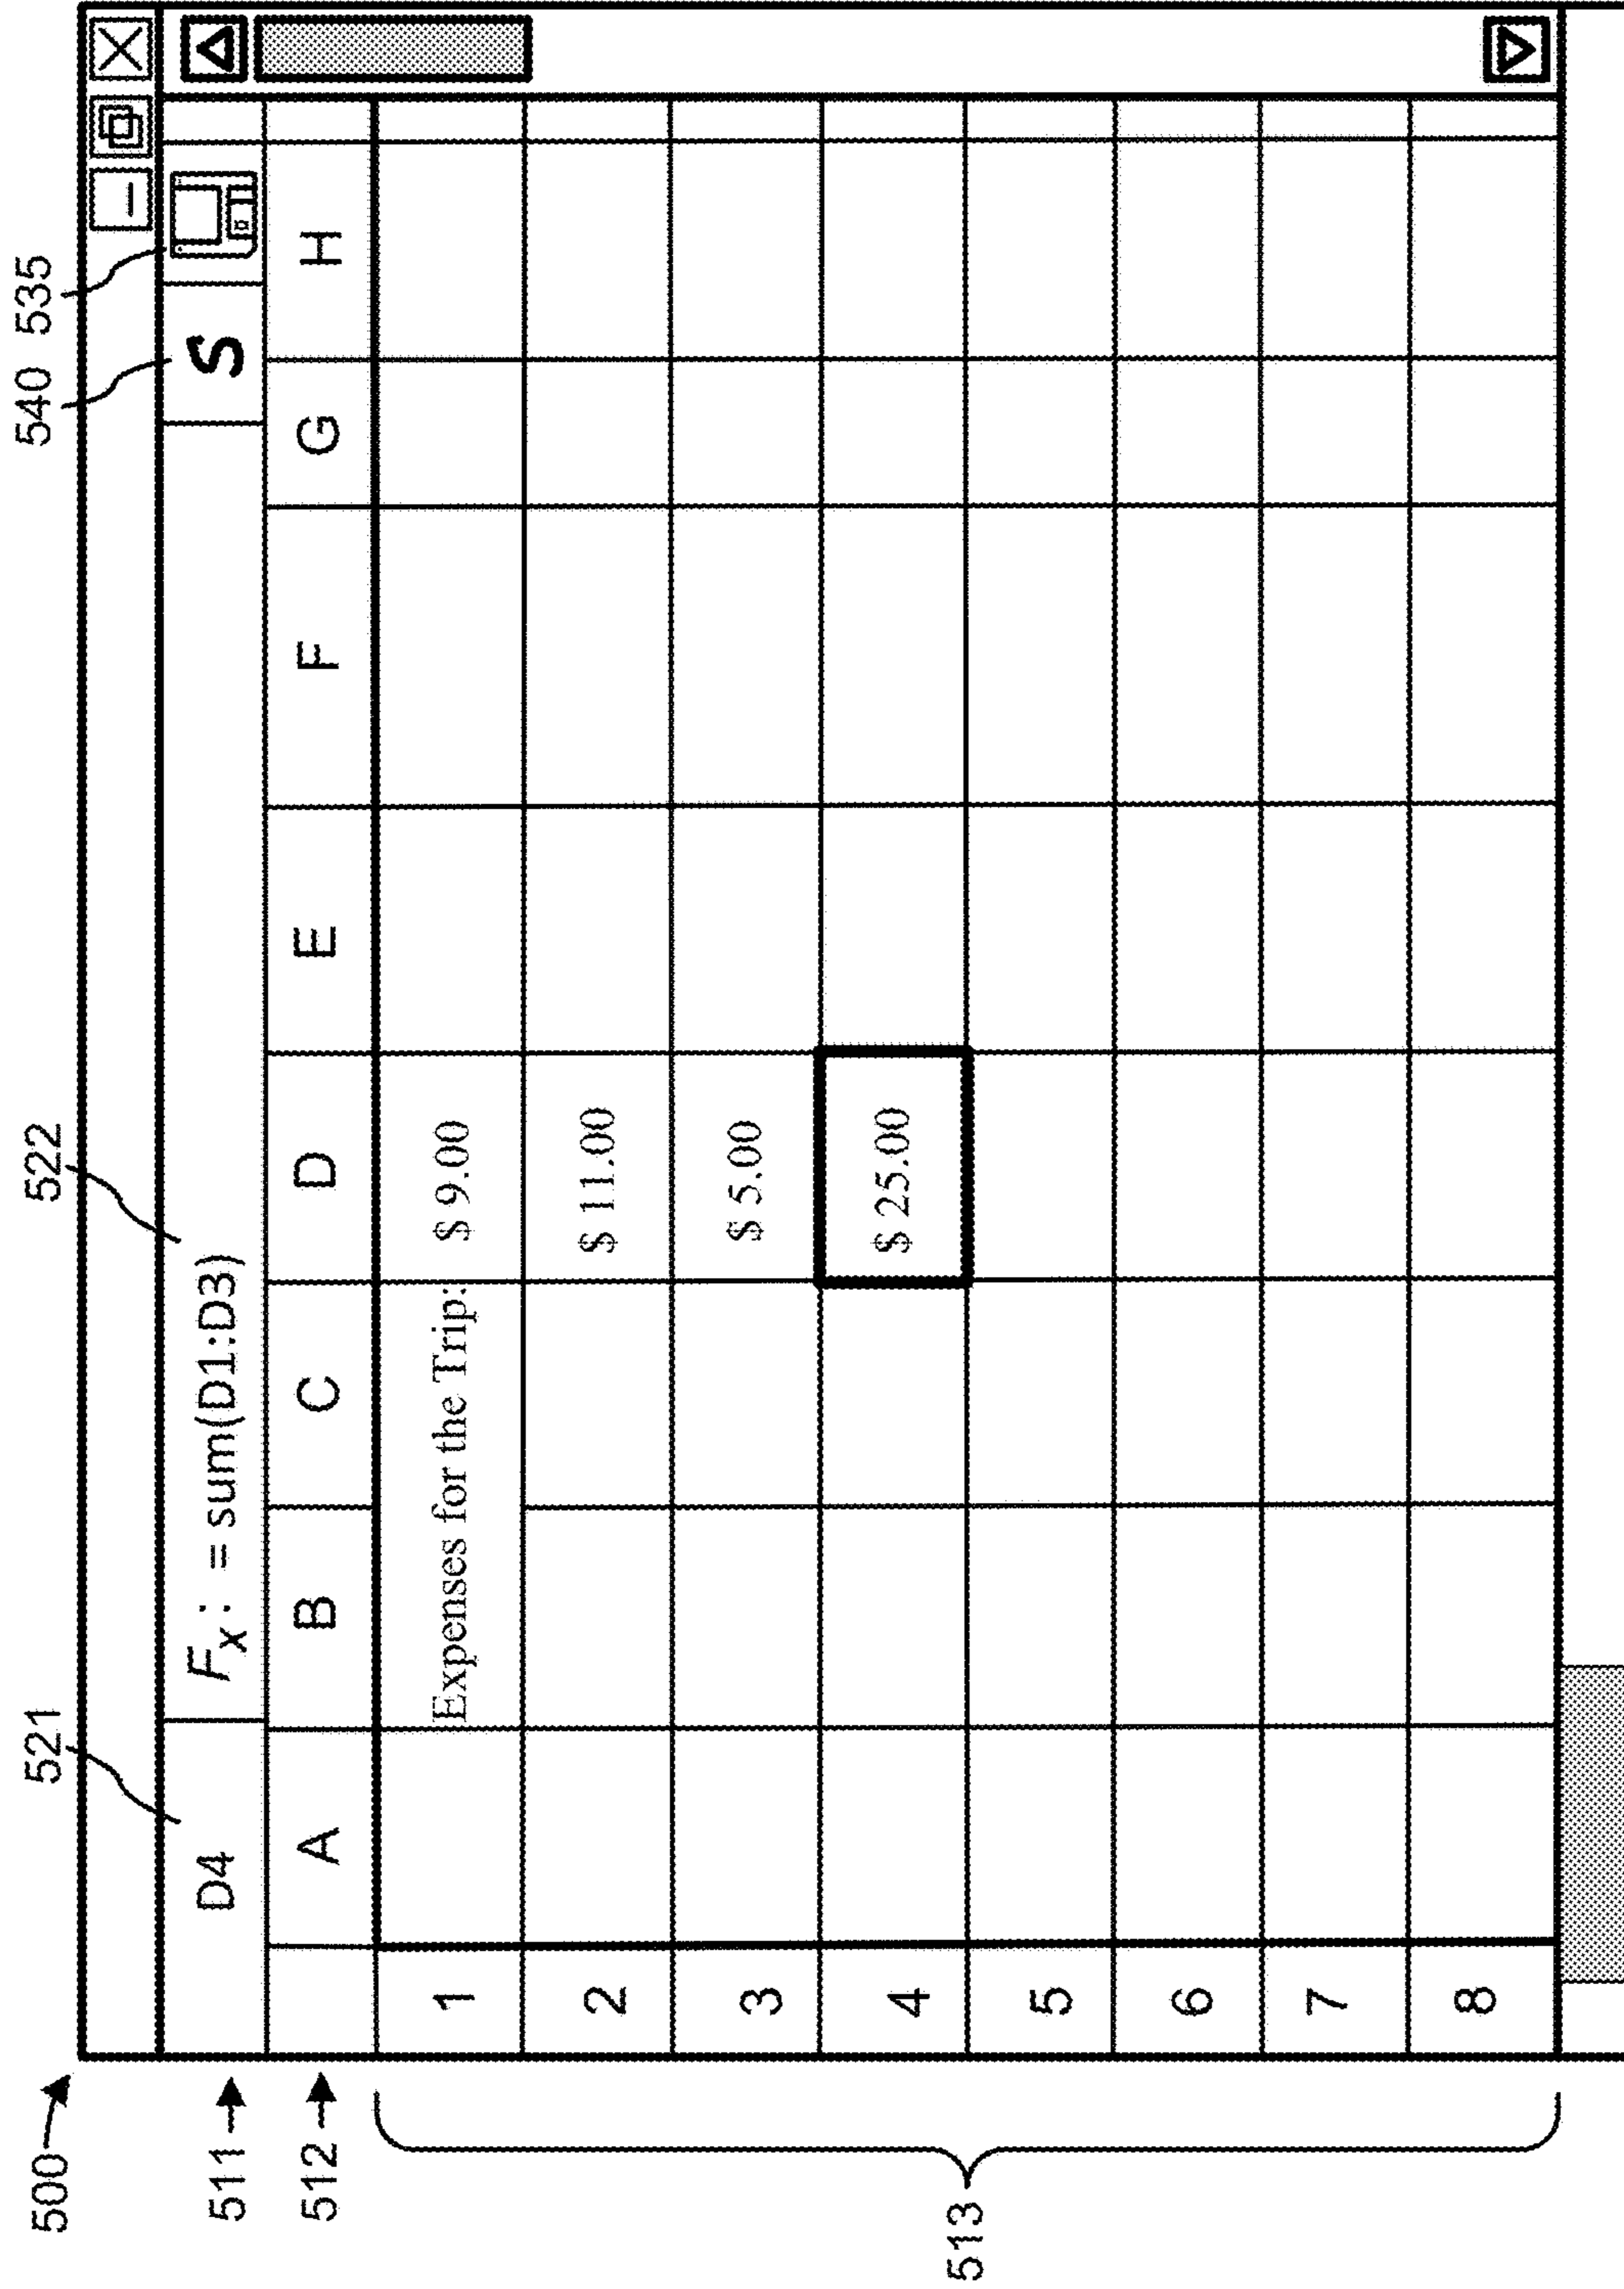 500
521
522
540
535
511
D4
Fx: = sum(D1:D3)
S
512
A B C D E F G H
1 Expenses for the Trip: $ 9.00
2 $ 11.00
3 $ 5.00
4 $ 25.00
5
6
7
8
513